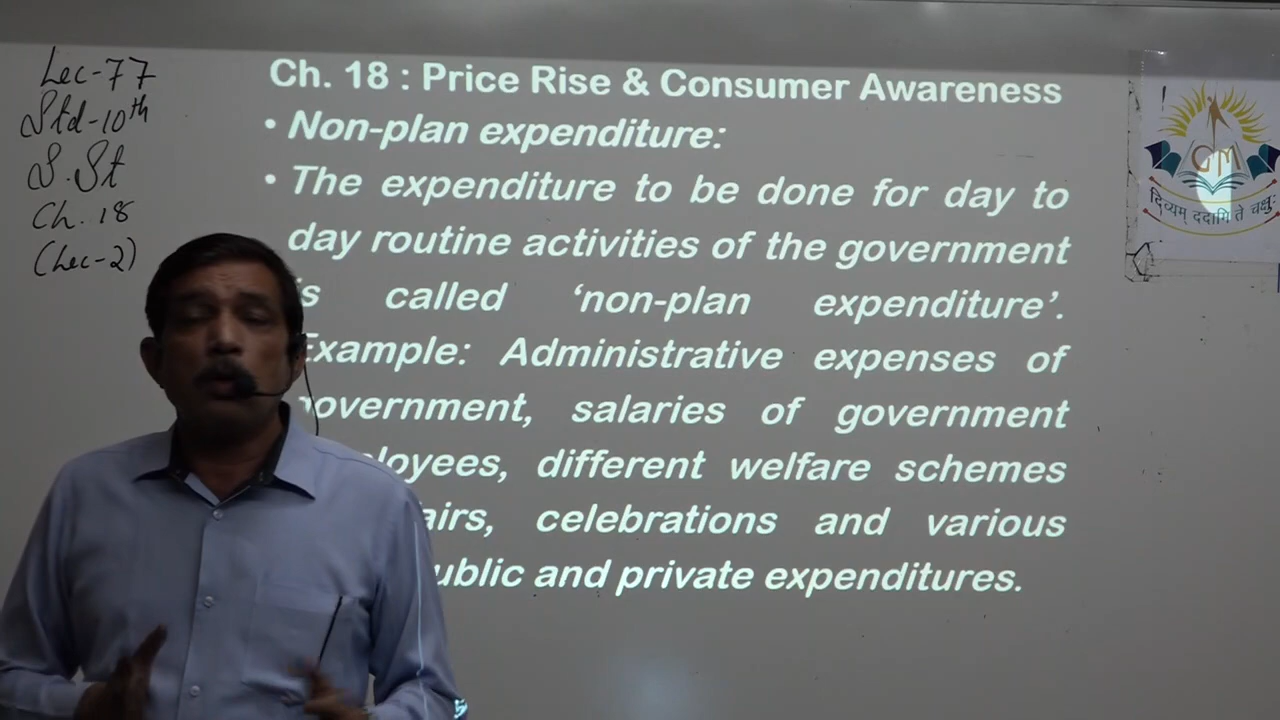 Lec-77
Std-10th
S.St
Ch. 18
(Lec-2)
Ch. 18 : Price Rise & Consumer Awareness
• Non-plan expenditure:
• The expenditure to be done for day to
day routine activities of the government
is called ‘non-plan expenditure’.
Example: Administrative expenses of
government, salaries of government
ployees, different welfare schemes
airs, celebrations and various
ublic and private expenditures.
GM
दिव्यम् ददामि ते चक्षुः